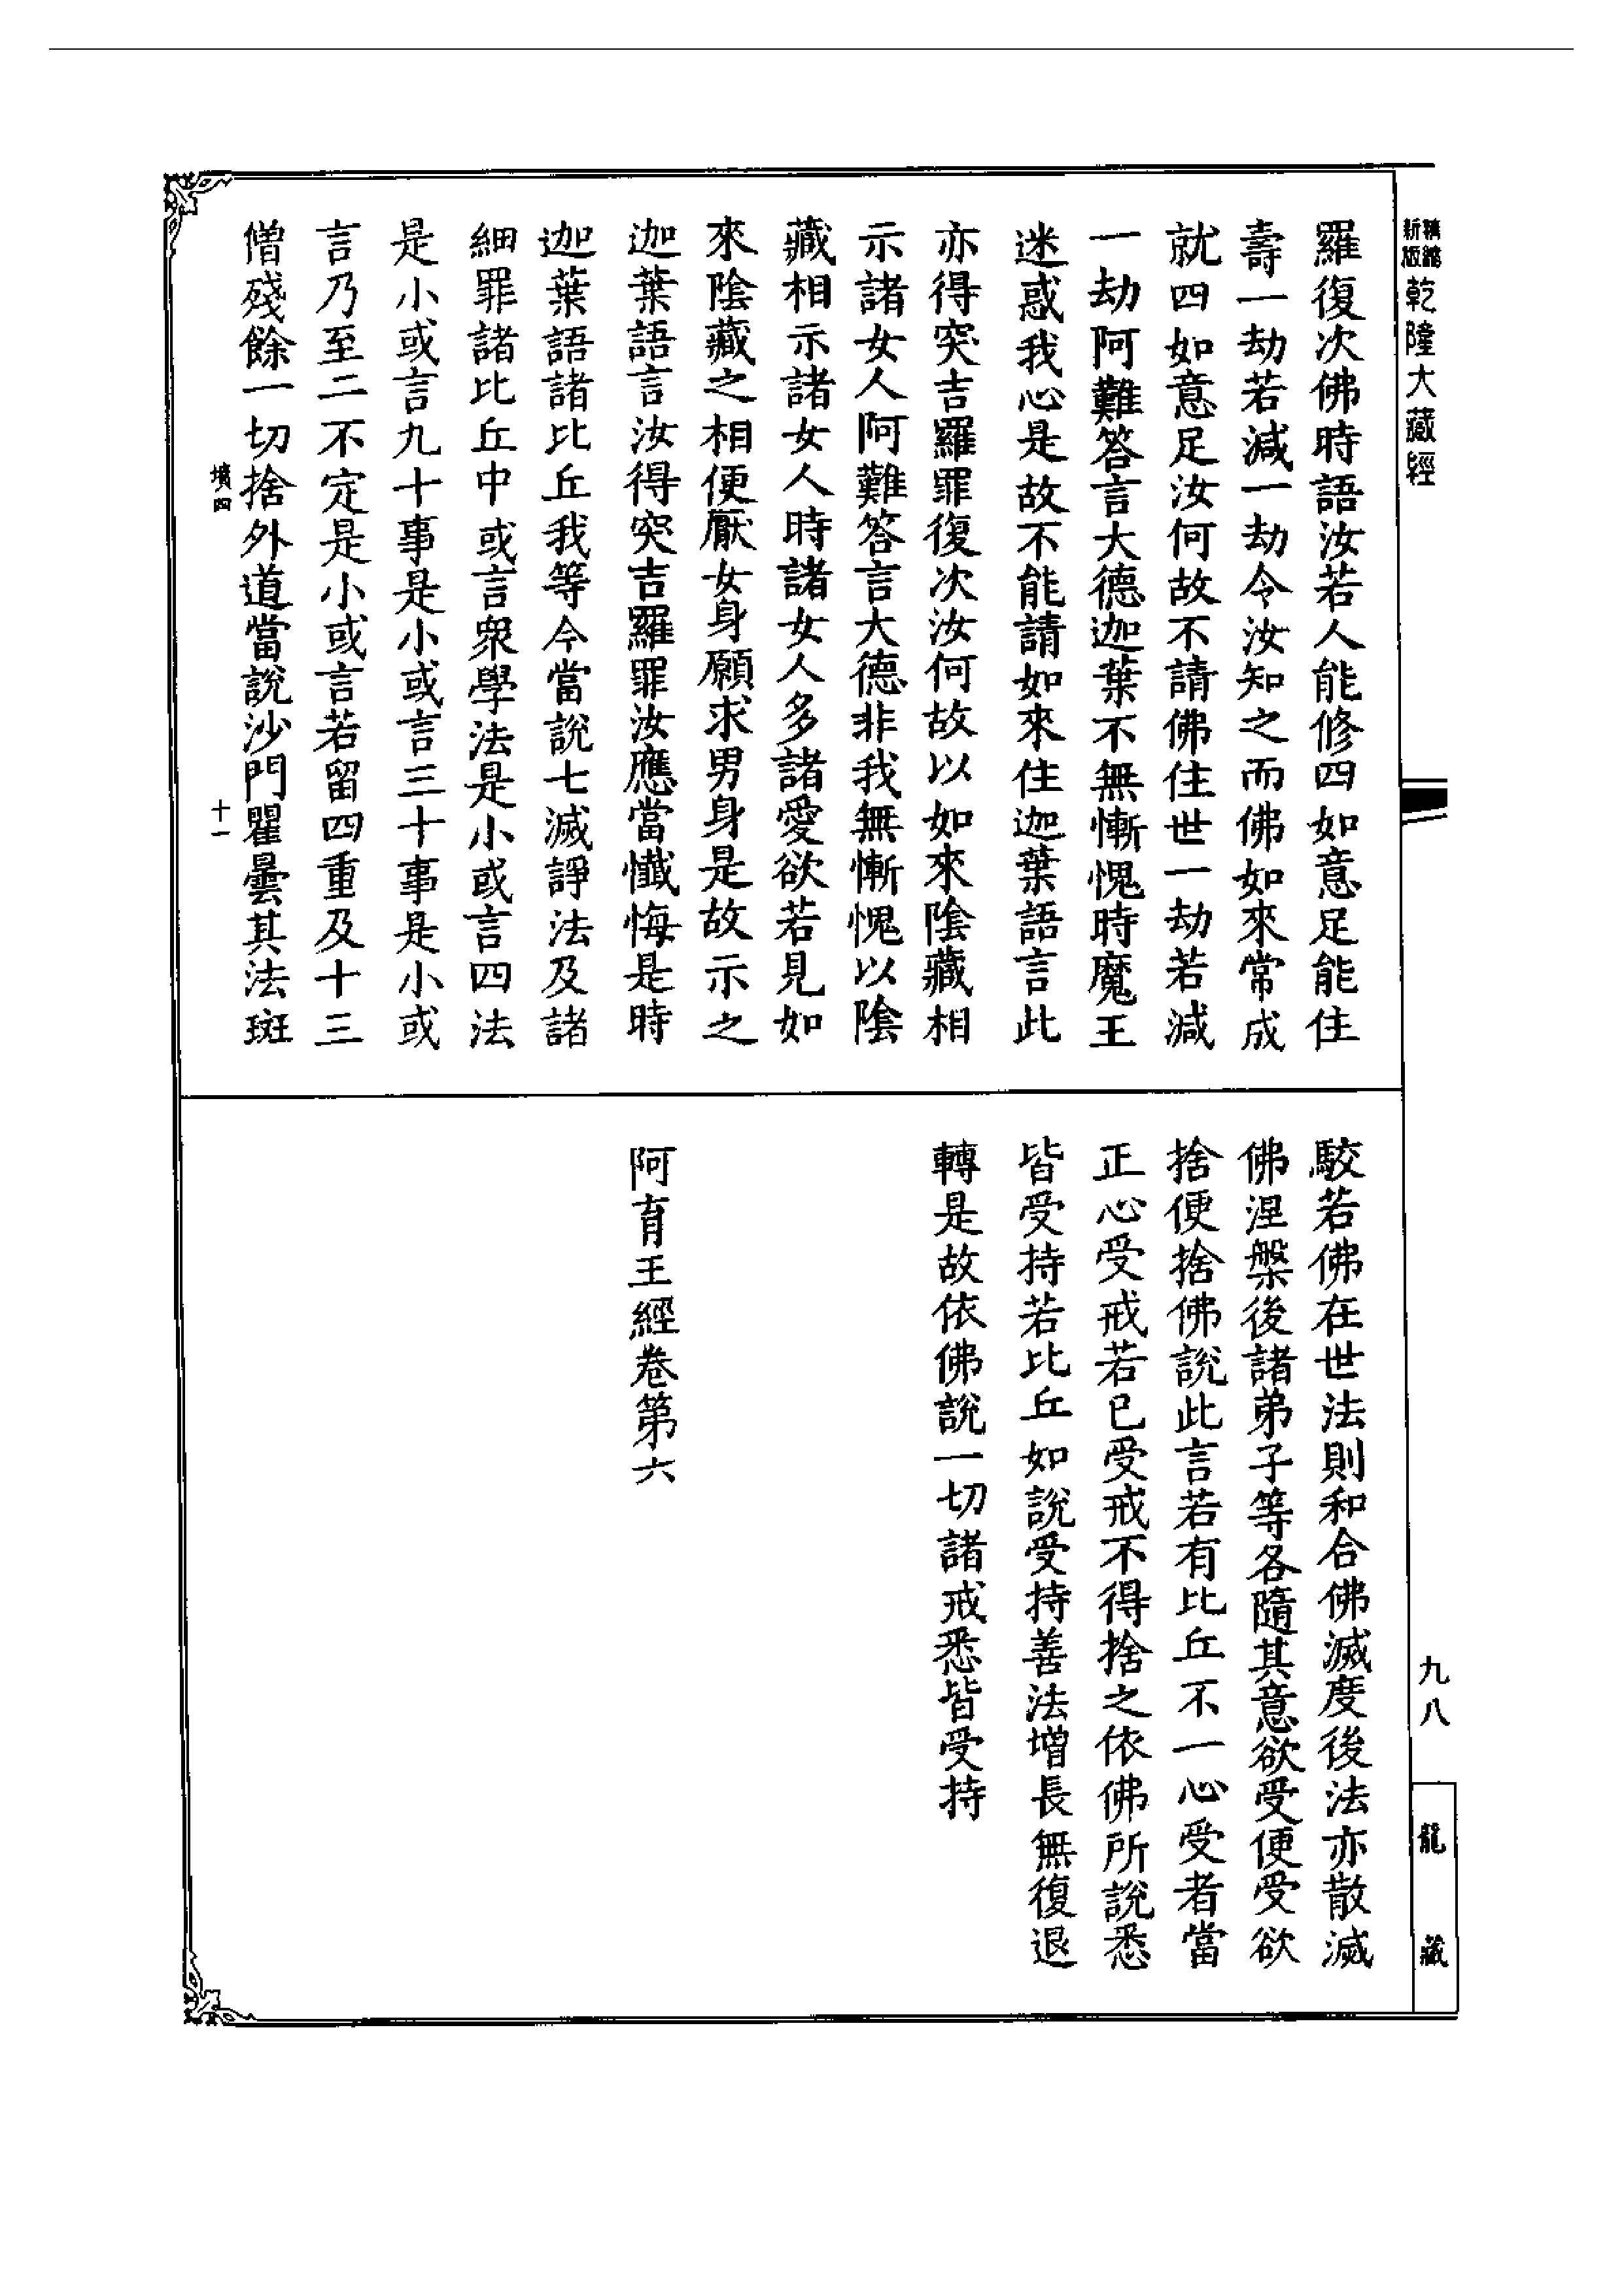 新版
精縮
乾隆大藏經
羅復次佛時語汝若人能修四如意足能住
壽一劫若減一劫令汝知之而佛如來常成
就四如意足汝何故不請佛住世一劫若減
一劫阿難答言大德迦葉不無慚愧時魔王
迷惑我心是故不能請如來住迦葉語言此
亦得突吉羅罪復次汝何故以如來陰藏相
示諸女人阿難答言大德非我無慚愧以陰
藏相示諸女人時諸女人多諸愛欲若見如
來陰藏之相便厭女身願求男身是故示之
迦葉語言汝得突吉羅罪汝應當懺悔是時
迦葉語諸比丘我等今當說七滅諍法及諸
細罪諸比丘中或言眾學法是小或言四法
是小或言九十事是小或言三十事是小或
言乃至二不定是小或言若留四重及十三
僧殘餘一切捨外道當說沙門瞿曇其法斑
墳四
十一
駮若佛在世法則和合佛滅度後法亦散滅
佛涅槃後諸弟子等各隨其意欲受便受欲
捨便捨佛說此言若有比丘不一心受者當
正心受戒若已受戒不得捨之依佛所說悉
皆受持若比丘如說受持善法增長無復退
轉是故依佛說一切諸戒悉皆受持
阿育王經卷第六
九八
龍藏